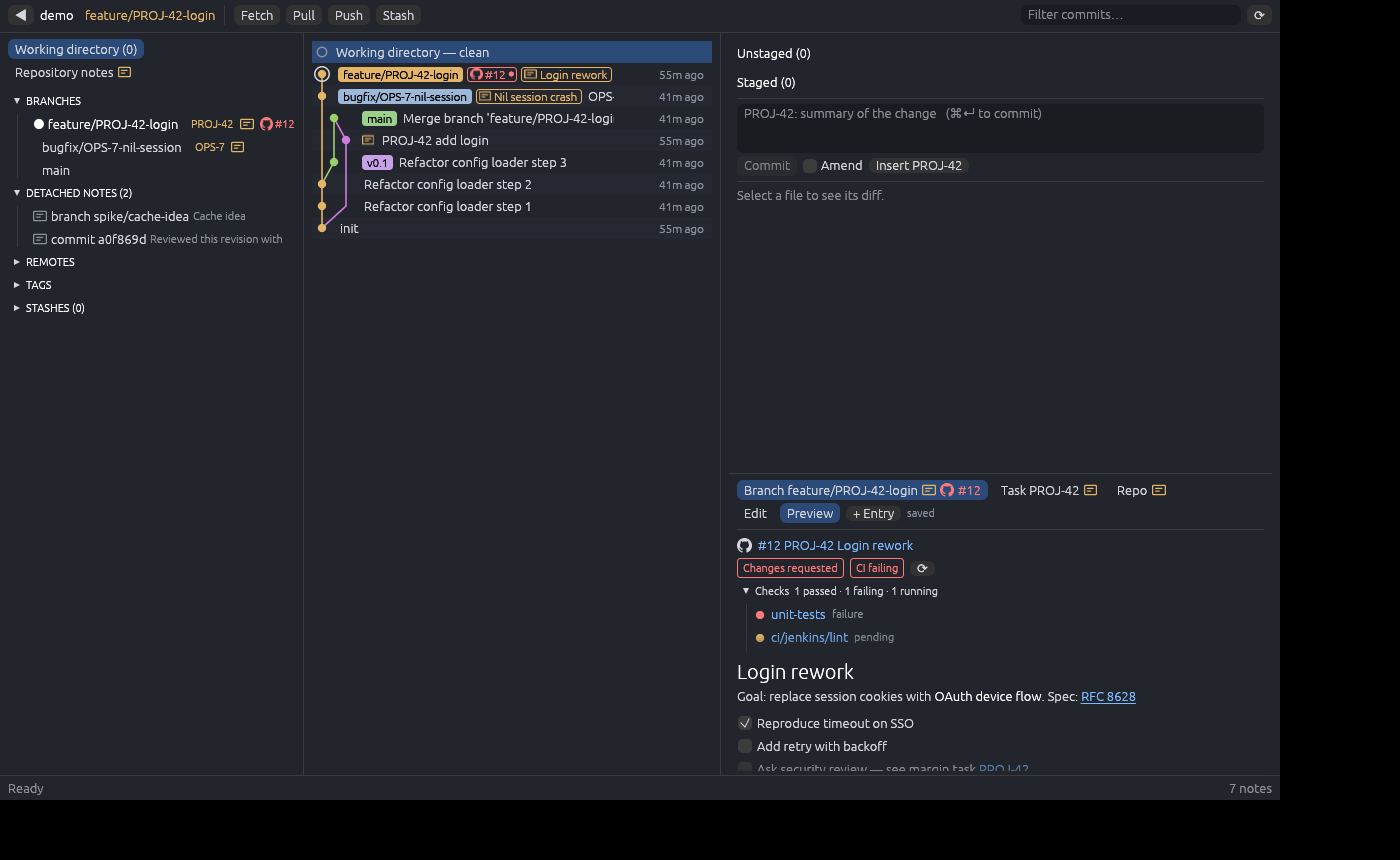 ◀ demo feature/PROJ-42-login Fetch Pull Push Stash Filter commits… ⟳
Working directory (0)
Repository notes
▼ BRANCHES
feature/PROJ-42-login PROJ-42 #12
bugfix/OPS-7-nil-session OPS-7
main
▼ DETACHED NOTES (2)
branch spike/cache-idea Cache idea
commit a0f869d Reviewed this revision with
▶ REMOTES
▶ TAGS
▶ STASHES (0)
Working directory — clean
feature/PROJ-42-login #12 Login rework 55m ago
bugfix/OPS-7-nil-session Nil session crash OPS- 41m ago
main Merge branch 'feature/PROJ-42-logi 41m ago
PROJ-42 add login 55m ago
v0.1 Refactor config loader step 3 41m ago
Refactor config loader step 2 41m ago
Refactor config loader step 1 41m ago
init 55m ago
Unstaged (0)
Staged (0)
PROJ-42: summary of the change (⌘↵ to commit)
Commit Amend Insert PROJ-42
Select a file to see its diff.
Branch feature/PROJ-42-login #12 Task PROJ-42 Repo
Edit Preview + Entry saved
#12 PROJ-42 Login rework
Changes requested CI failing ⟳
▼ Checks 1 passed · 1 failing · 1 running
unit-tests failure
ci/jenkins/lint pending
Login rework
Goal: replace session cookies with OAuth device flow. Spec: RFC 8628
Reproduce timeout on SSO
Add retry with backoff
Ask security review — see margin task PROJ-42
Ready 7 notes